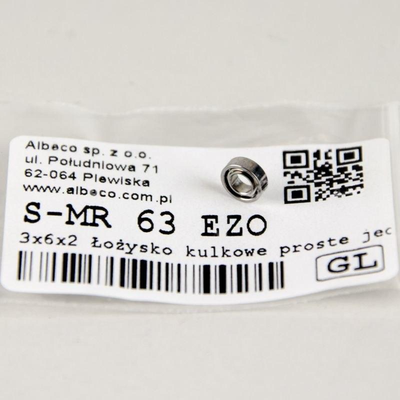 Albeco sp. z o.o.
ul. Południowa 71
62-064 Plewiska
www.albeco.com.pl
S-MR 63 EZO
3x6x2 Łożysko kulkowe proste jec
GL